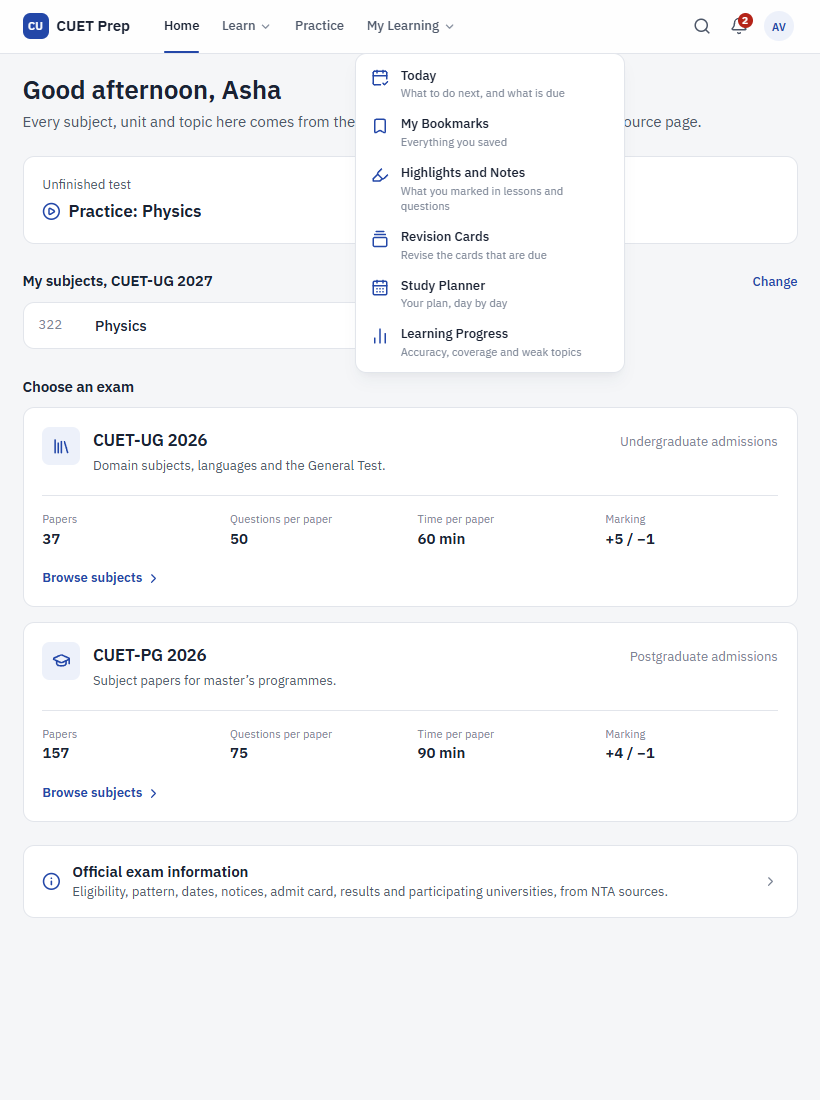 CU CUET Prep Home Learn Practice My Learning 2 AV
Good afternoon, Asha
Every subject, unit and topic here comes from the
ource page.
Today
What to do next, and what is due
My Bookmarks
Everything you saved
Highlights and Notes
What you marked in lessons and
questions
Revision Cards
Revise the cards that are due
Study Planner
Your plan, day by day
Learning Progress
Accuracy, coverage and weak topics
Unfinished test
Practice: Physics
My subjects, CUET-UG 2027 Change
322 Physics
Choose an exam
CUET-UG 2026 Undergraduate admissions
Domain subjects, languages and the General Test.
Papers Questions per paper Time per paper Marking
37 50 60 min +5 / −1
Browse subjects
CUET-PG 2026 Postgraduate admissions
Subject papers for master’s programmes.
Papers Questions per paper Time per paper Marking
157 75 90 min +4 / −1
Browse subjects
Official exam information
Eligibility, pattern, dates, notices, admit card, results and participating universities, from NTA sources.